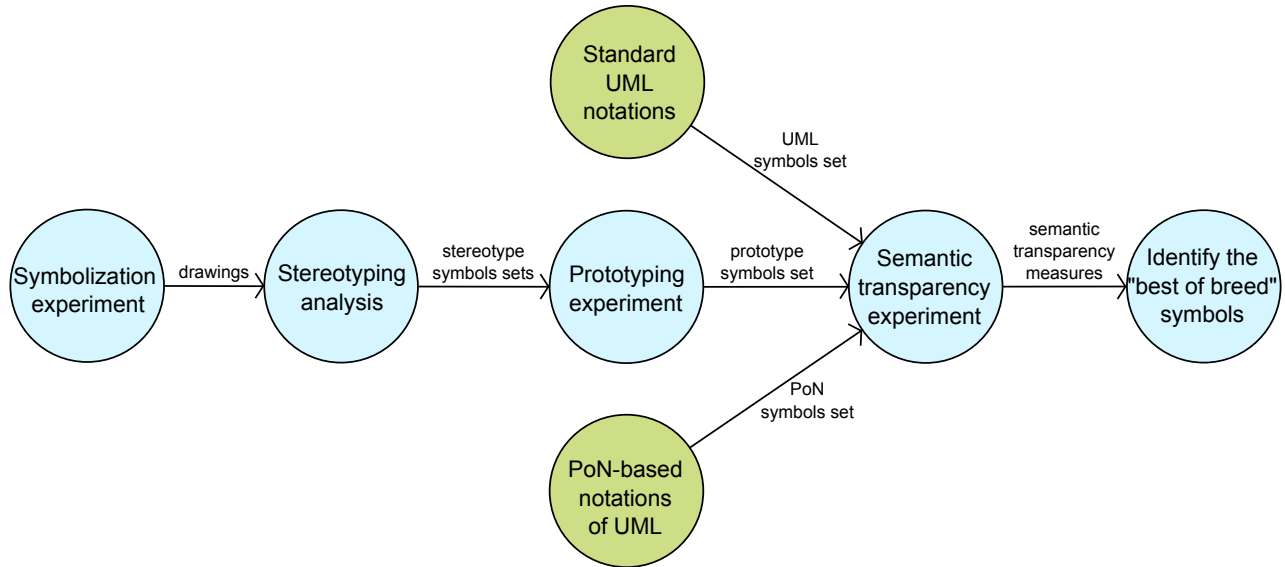 Standard
UML
notations
UML
symbols set
Symbolization
experiment
drawings
Stereotyping
analysis
stereotype
symbols sets
Prototyping
experiment
prototype
symbols set
Semantic
transparency
experiment
semantic
transparency
measures
Identify the
"best of breed"
symbols
PoN
symbols set
PoN-based
notations
of UML